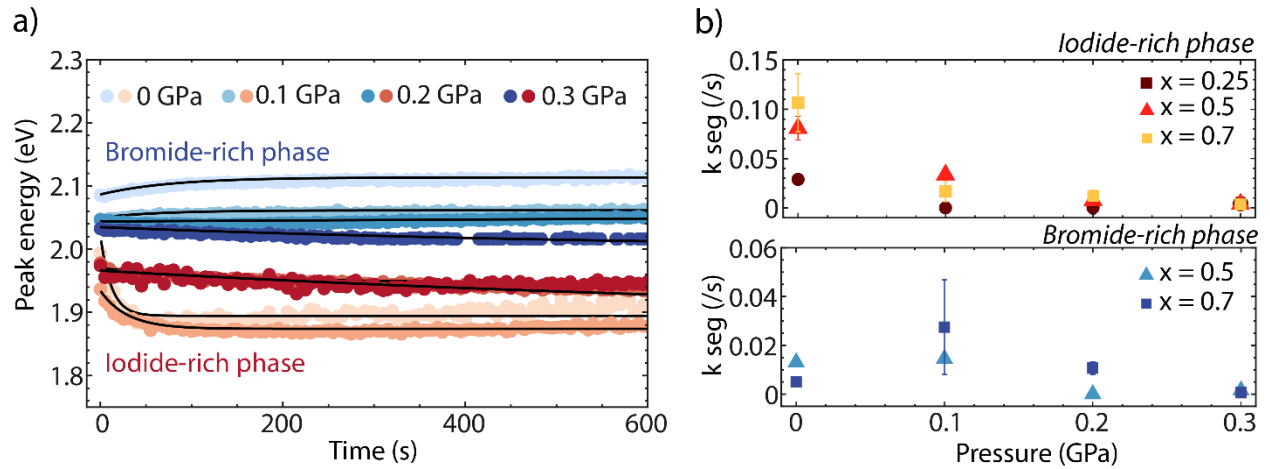 a)
Peak energy (eV)
2.3
2.2
2.1
2.0
1.9
1.8
0 GPa
0.1 GPa
0.2 GPa
0.3 GPa
Bromide-rich phase
Iodide-rich phase
0
200
400
600
Time (s)
b)
Iodide-rich phase
k seg (/s)
0.15
0.10
0.05
0
x = 0.25
x = 0.5
x = 0.7
Bromide-rich phase
k seg (/s)
0.06
0.04
0.02
0
x = 0.5
x = 0.7
0
0.1
0.2
0.3
Pressure (GPa)